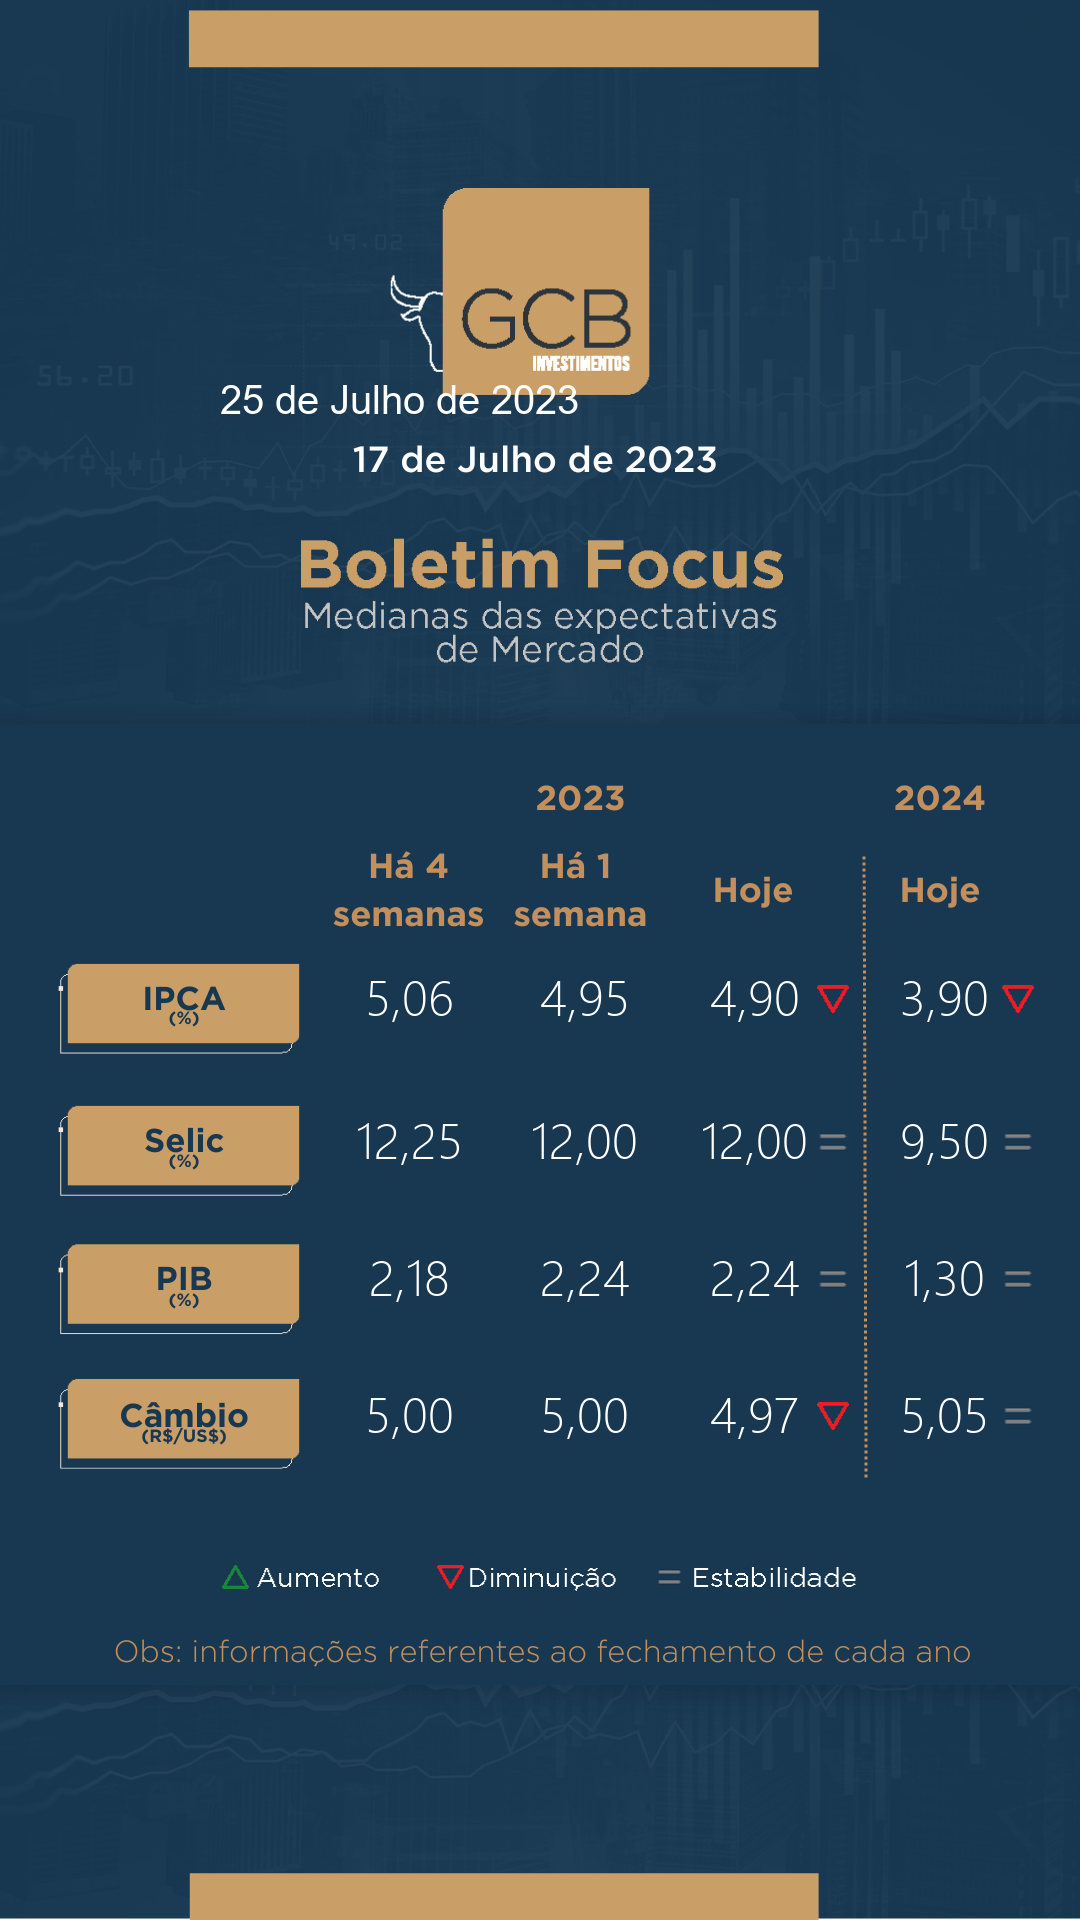 49.02
56.20
GCB
INVESTIMENTOS
25 de Julho de 2023
17 de Julho de 2023
Boletim Focus
Medianas das expectativas
de Mercado
2023 2024
Há 4 semanas Há 1 semana Hoje Hoje
IPCA (%) 5,06 4,95 4,90 3,90
Selic (%) 12,25 12,00 12,00 = 9,50 =
PIB (%) 2,18 2,24 2,24 = 1,30 =
Câmbio (R$/US$) 5,00 5,00 4,97 5,05 =
Aumento Diminuição = Estabilidade
Obs: informações referentes ao fechamento de cada ano